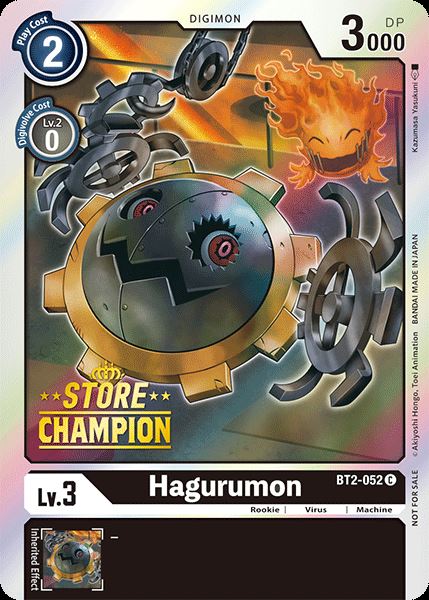 Play Cost
2
DIGIMON
DP
3000
Digivolve Cost
Lv.2
0
Kazumasa Yasukuni
©Akiyoshi Hongo, Toei Animation BANDAI MADE IN JAPAN
NOT FOR SALE
STORE
CHAMPION
Lv.3
Hagurumon
BT2-052 C
Rookie | Virus | Machine
Inherited Effect
-